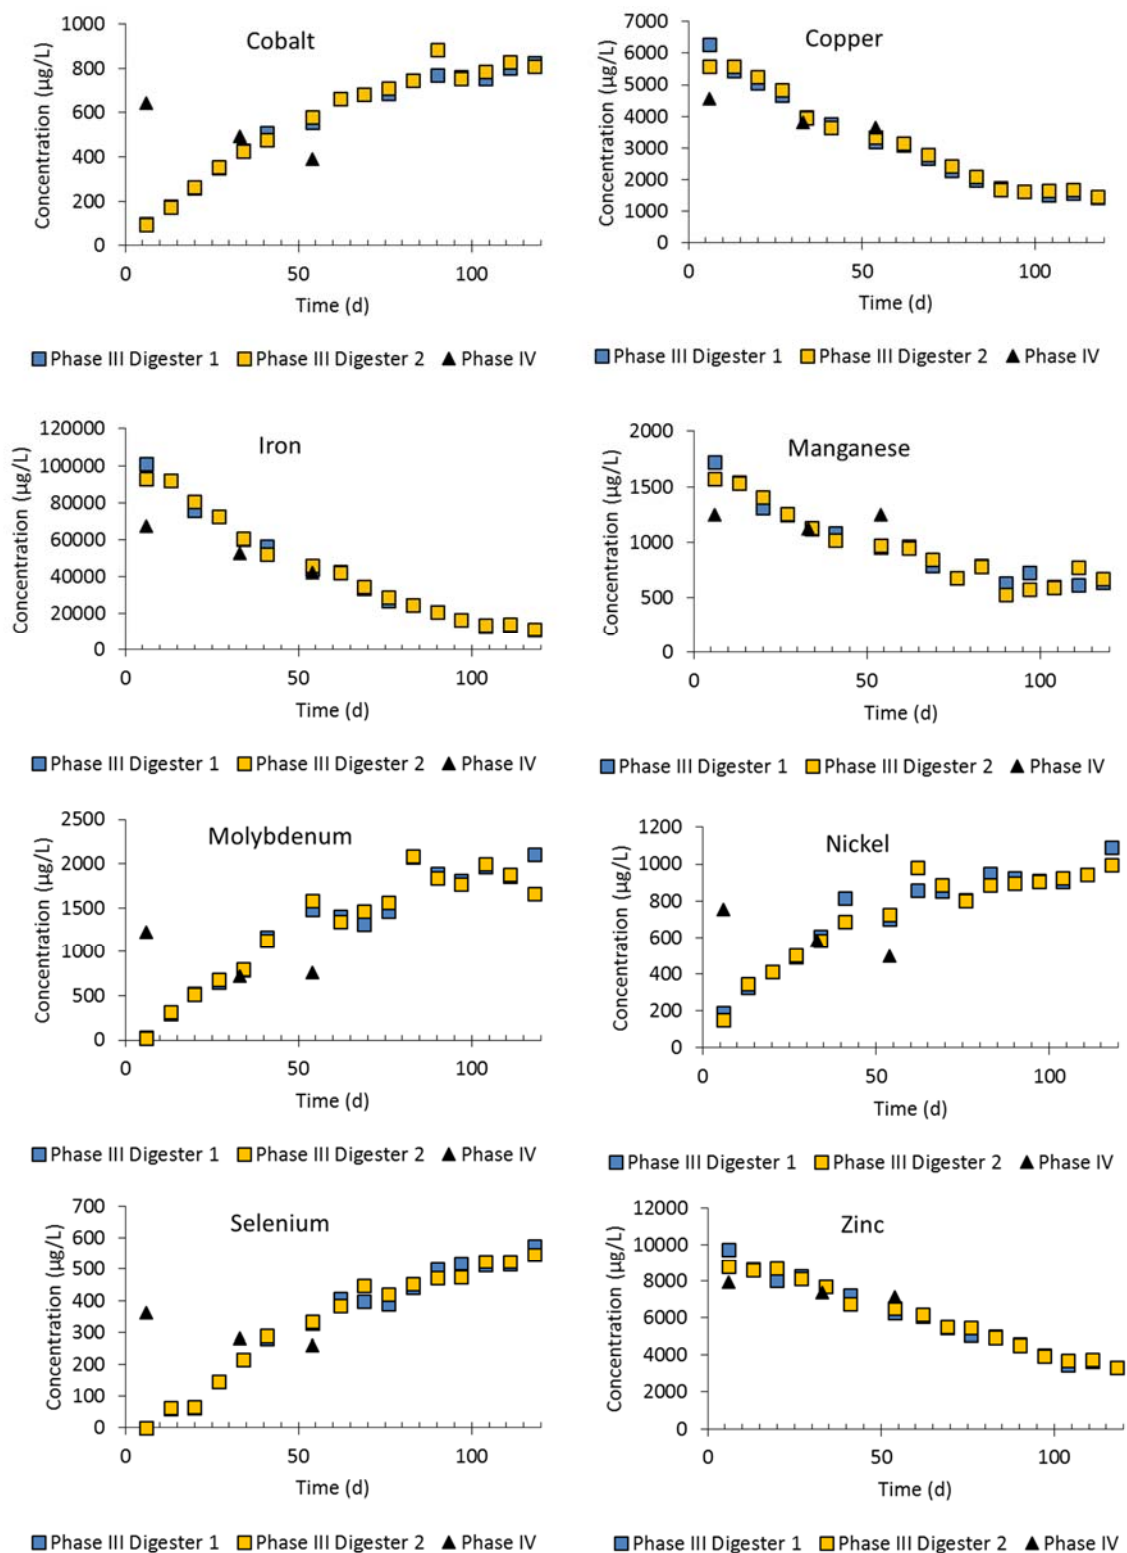 Cobalt
Concentration (µg/L)
1000
800
600
400
200
0
0 50 100
Time (d)
Phase III Digester 1 Phase III Digester 2 Phase IV
Copper
Concentration (µg/L)
7000
6000
5000
4000
3000
2000
1000
0
0 50 100
Time (d)
Phase III Digester 1 Phase III Digester 2 Phase IV
Iron
Concentration (µg/L)
120000
100000
80000
60000
40000
20000
0
0 50 100
Time (d)
Phase III Digester 1 Phase III Digester 2 Phase IV
Manganese
Concentration (µg/L)
2000
1500
1000
500
0
0 50 100
Time (d)
Phase III Digester 1 Phase III Digester 2 Phase IV
Molybdenum
Concentration (µg/L)
2500
2000
1500
1000
500
0
0 50 100
Time (d)
Phase III Digester 1 Phase III Digester 2 Phase IV
Nickel
Concentration (µg/L)
1200
1000
800
600
400
200
0
0 50 100
Time (d)
Phase III Digester 1 Phase III Digester 2 Phase IV
Selenium
Concentration (µg/L)
700
600
500
400
300
200
100
0
0 50 100
Time (d)
Phase III Digester 1 Phase III Digester 2 Phase IV
Zinc
Concentration (µg/L)
12000
10000
8000
6000
4000
2000
0
0 50 100
Time (d)
Phase III Digester 1 Phase III Digester 2 Phase IV